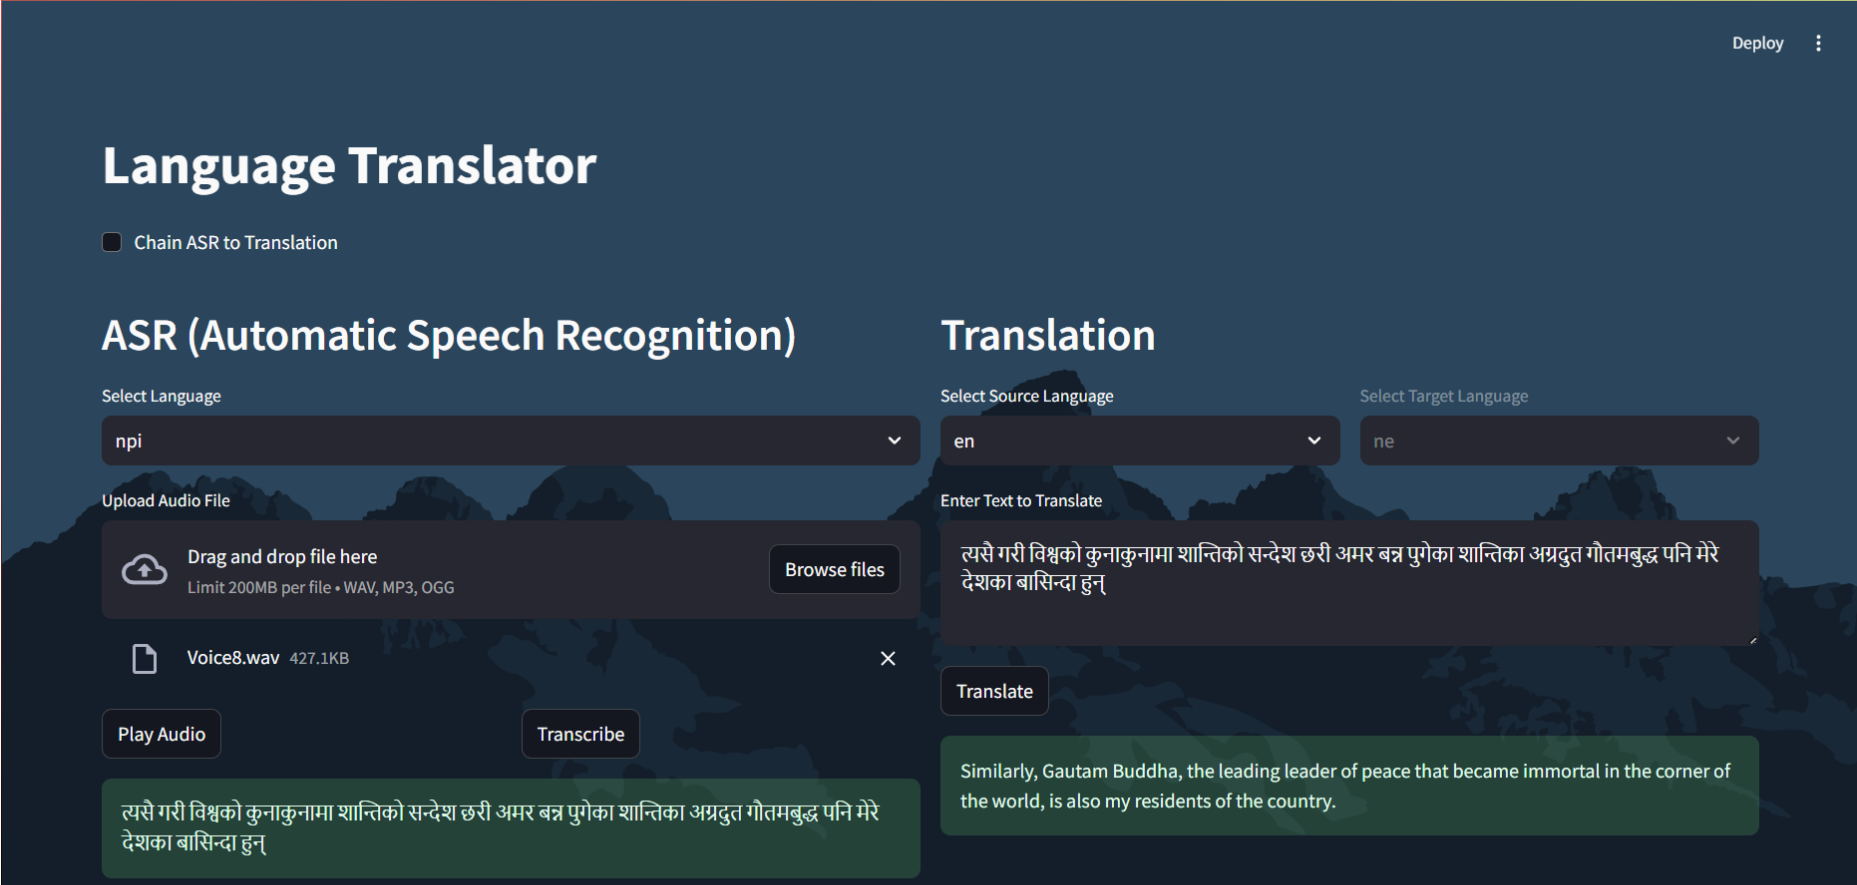 Deploy
Language Translator
Chain ASR to Translation
ASR (Automatic Speech Recognition)
Select Language
npi
Upload Audio File
Drag and drop file here
Limit 200MB per file • WAV, MP3, OGG
Browse files
Voice8.wav 427.1KB
Play Audio
Transcribe
त्यसै गरी विश्वको कुनाकुनामा शान्तिको सन्देश छरी अमर बन्न पुगेका शान्तिका अग्रदुत गौतमबुद्ध पनि मेरे
देशका बासिन्दा हुन्
Translation
Select Source Language
en
Select Target Language
ne
Enter Text to Translate
त्यसै गरी विश्वको कुनाकुनामा शान्तिको सन्देश छरी अमर बन्न पुगेका शान्तिका अग्रदुत गौतमबुद्ध पनि मेरे
देशका बासिन्दा हुन्
Translate
Similarly, Gautam Buddha, the leading leader of peace that became immortal in the corner of
the world, is also my residents of the country.